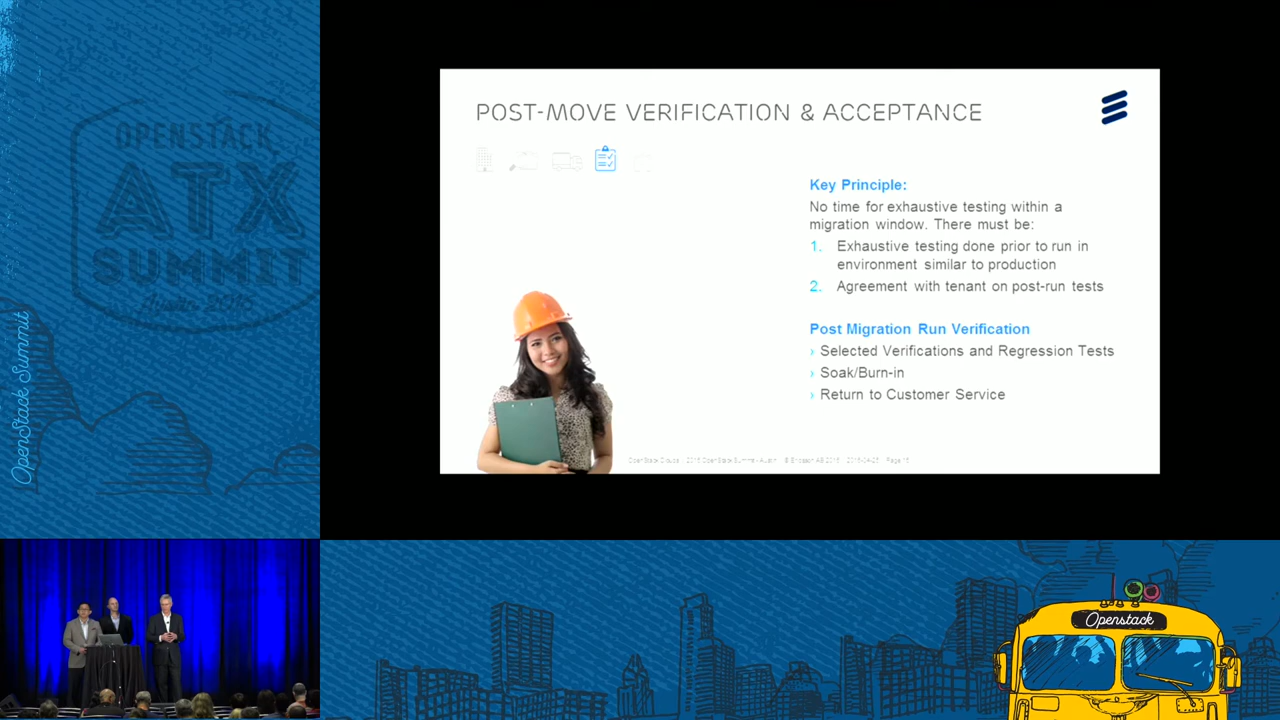 OPENSTACK
ATX
SUMMIT
OpenStack Summit
POST-MOVE VERIFICATION & ACCEPTANCE
Key Principle:
No time for exhaustive testing within a
migration window. There must be:
1. Exhaustive testing done prior to run in
environment similar to production
2. Agreement with tenant on post-run tests
Post Migration Run Verification
› Selected Verifications and Regression Tests
› Soak/Burn-in
› Return to Customer Service
Openstack